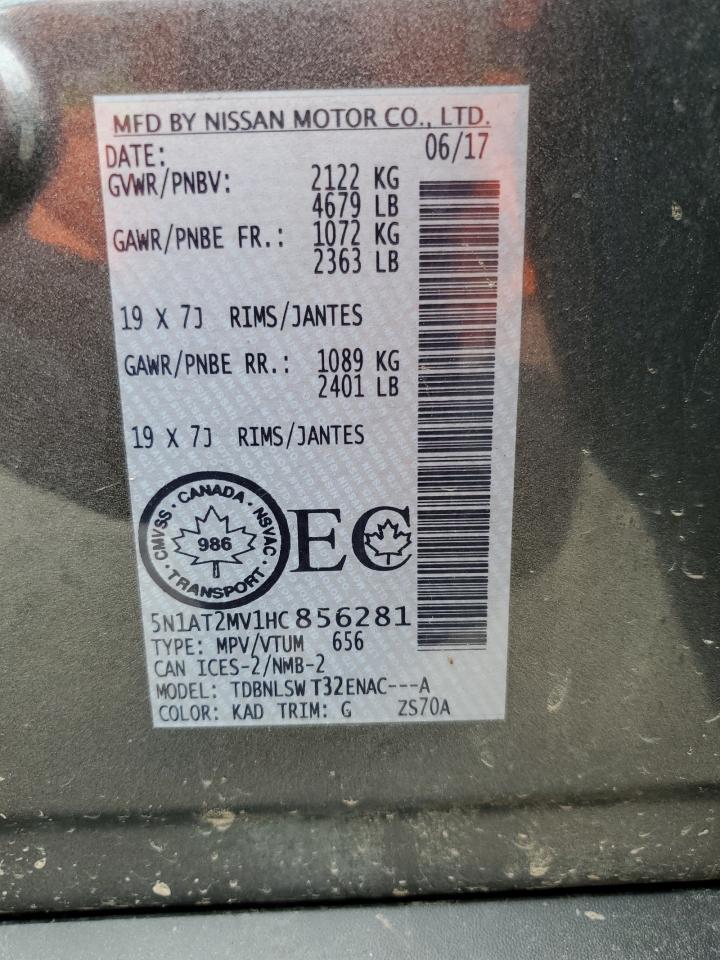 MFD BY NISSAN MOTOR CO., LTD.
DATE: 06/17
GVWR/PNBV: 2122 KG
4679 LB
GAWR/PNBE FR.: 1072 KG
2363 LB
19 X 7J RIMS/JANTES
GAWR/PNBE RR.: 1089 KG
2401 LB
19 X 7J RIMS/JANTES
CMVSS · CANADA · NSVAC · TRANSPORT ·
986
EC
5N1AT2MV1HC856281
TYPE: MPV/VTUM 656
CAN ICES-2/NMB-2
MODEL: TDBNLSW T32ENAC---A
COLOR: KAD TRIM: G ZS70A